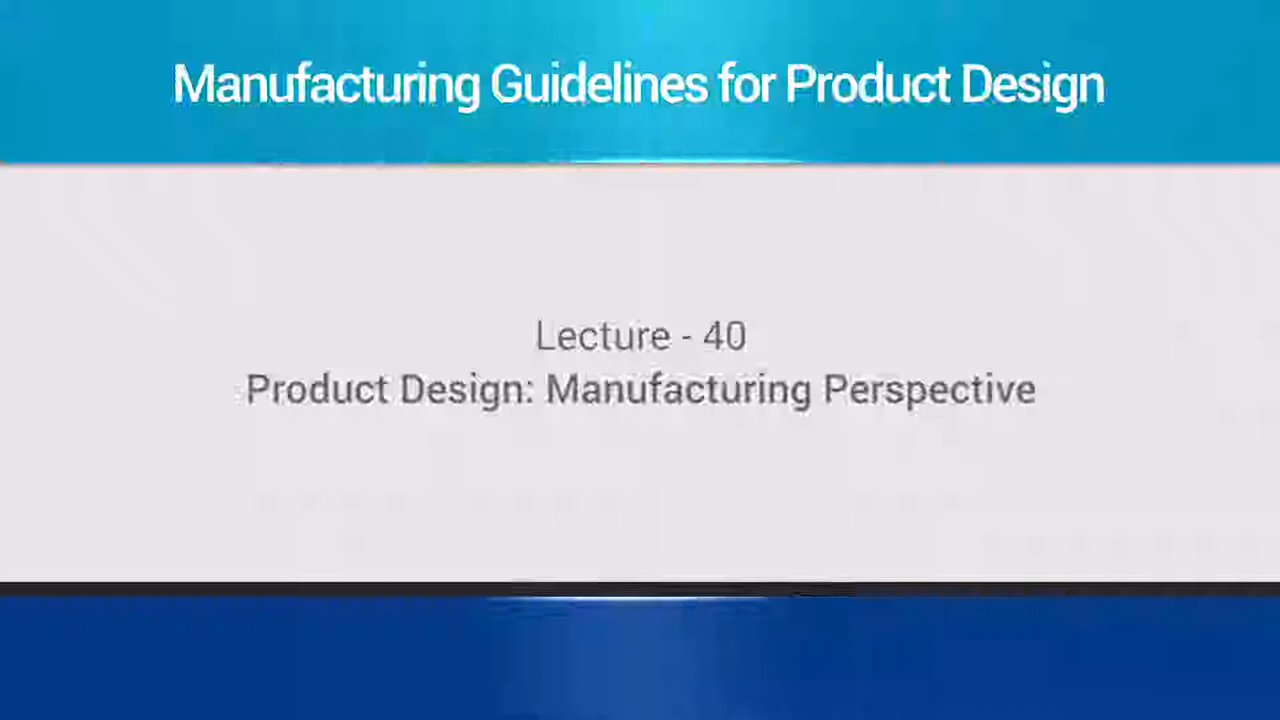 Manufacturing Guidelines for Product Design
Lecture - 40
Product Design: Manufacturing Perspective